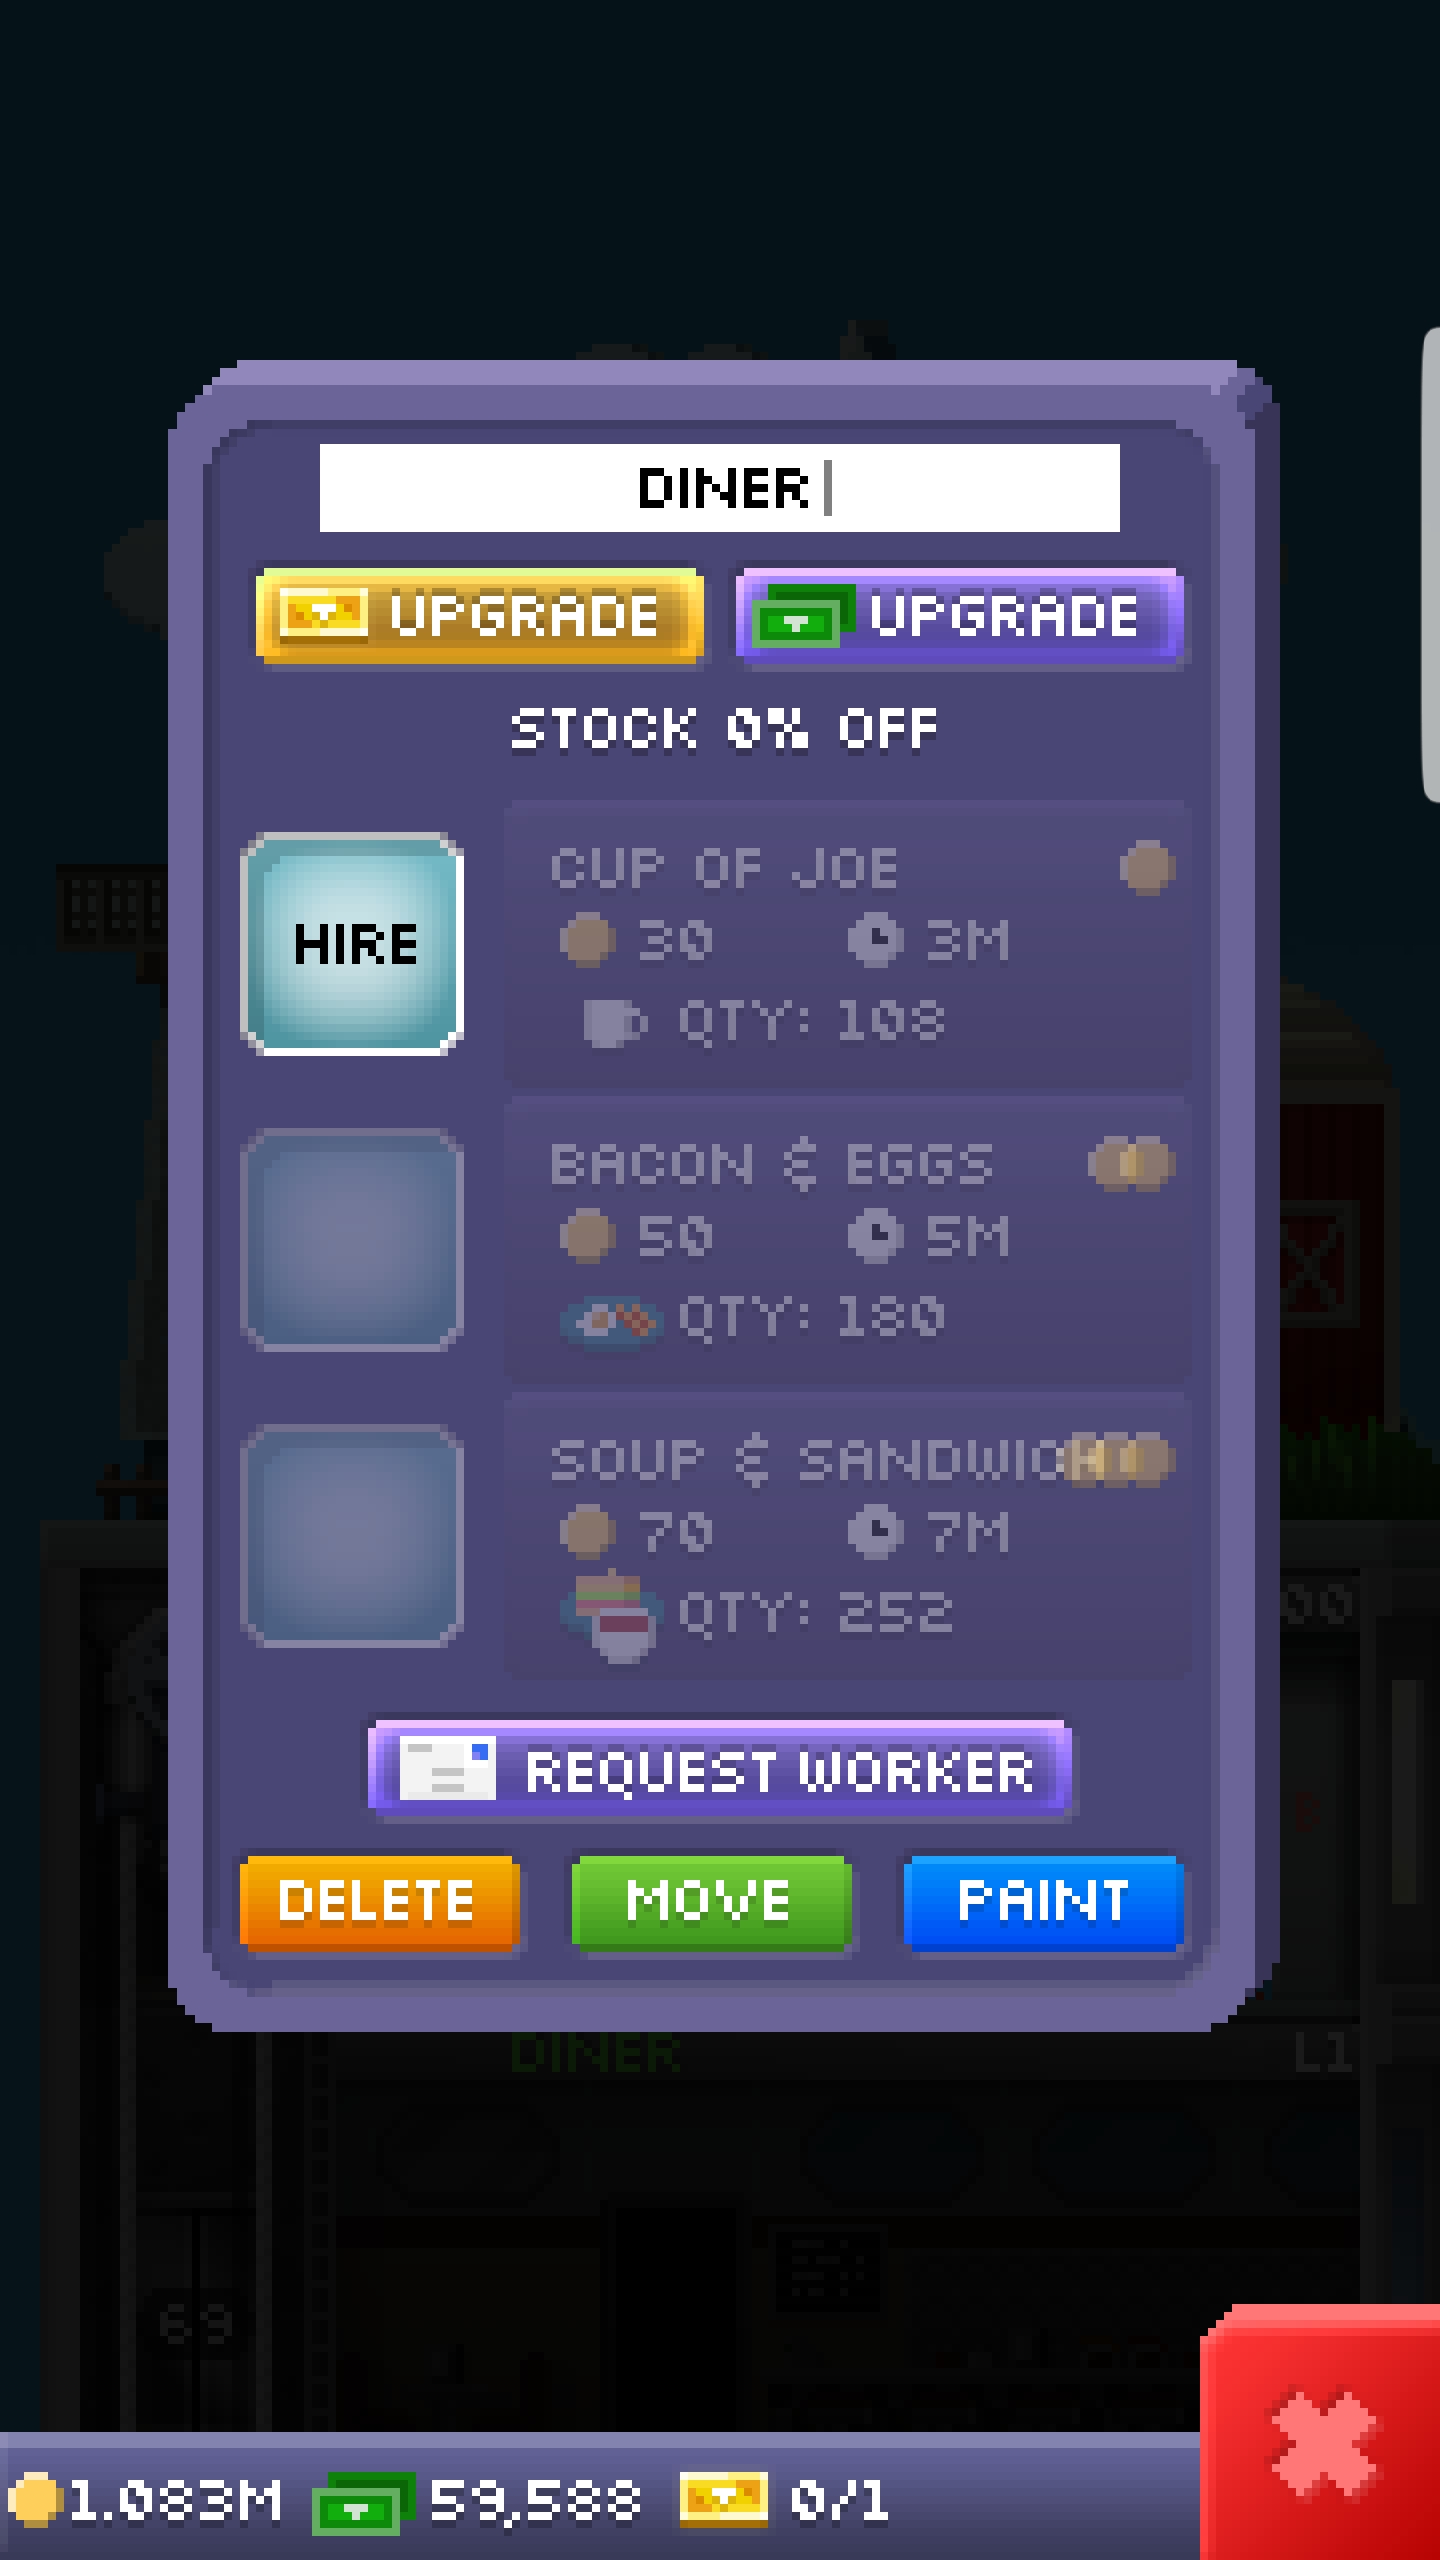 DINER
UPGRADE UPGRADE
STOCK 0% OFF
HIRE
CUP OF JOE
30 3M
QTY: 108
BACON & EGGS
50 5M
QTY: 180
SOUP & SANDWICH
70 7M
QTY: 252
REQUEST WORKER
DELETE MOVE PAINT
DINER L1
69
1.083M 59,588 0/1